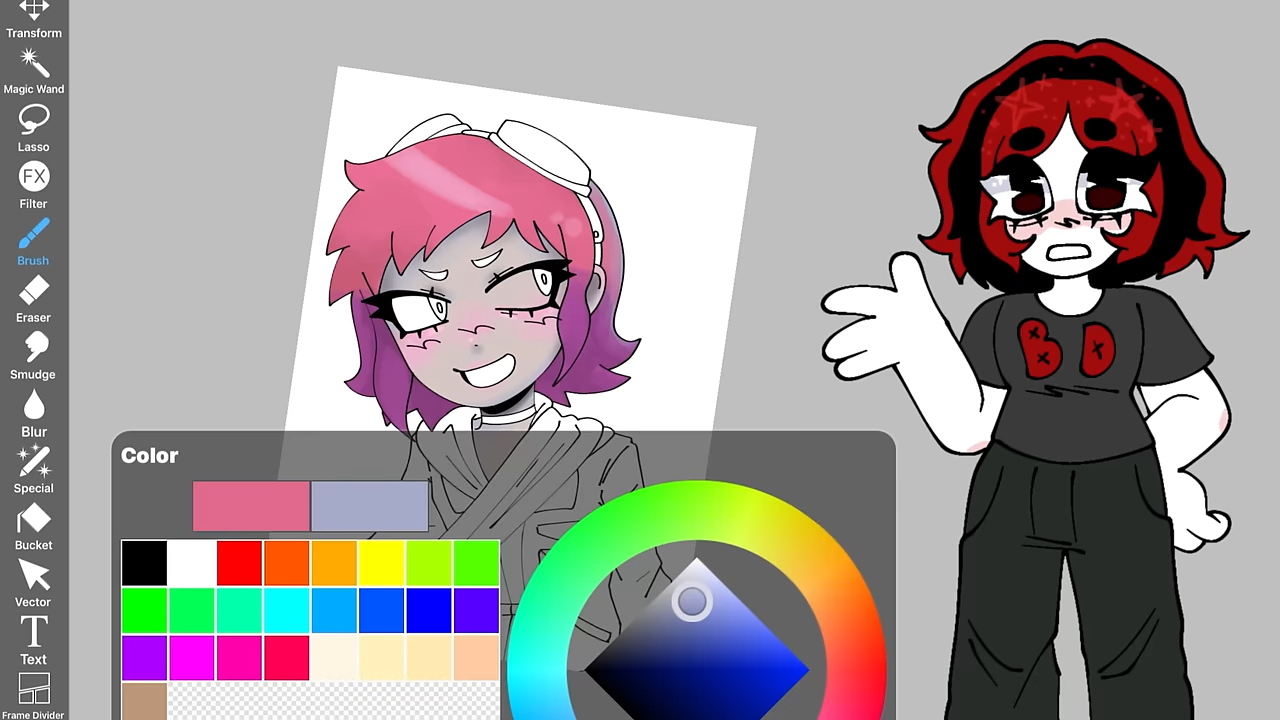 Transform
Magic Wand
Lasso
FX
Filter
Brush
Eraser
Smudge
Blur
Special
Bucket
Vector
T
Text
Frame Divider
Color
B D